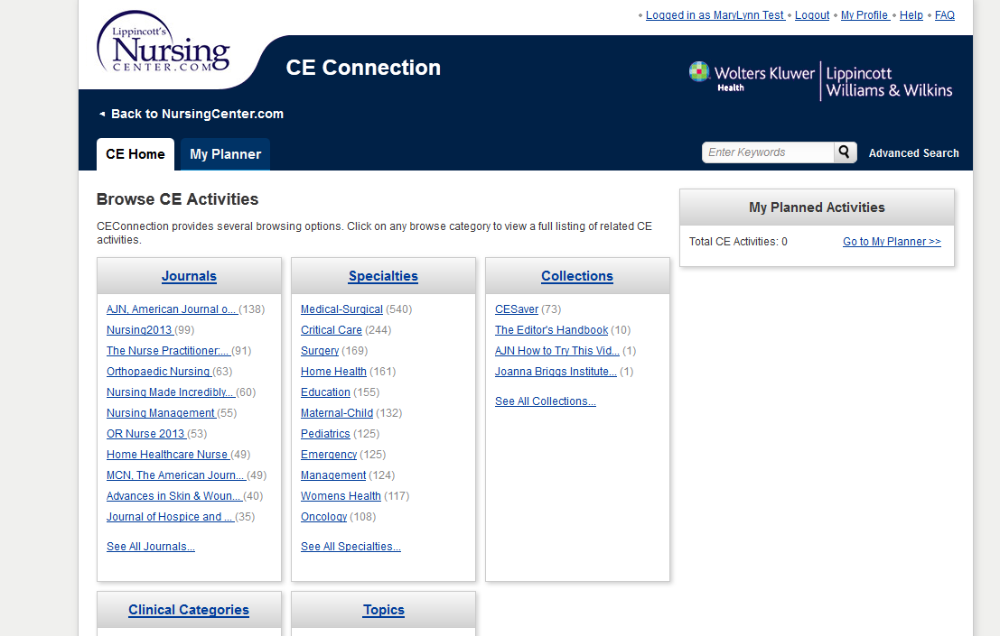 Lippincott's
Nursing
CENTER.COM
• Logged in as MaryLynn Test • Logout • My Profile • Help • FAQ
CE Connection
Wolters Kluwer
Health
Lippincott
Williams & Wilkins
◄ Back to NursingCenter.com
CE Home
My Planner
Enter Keywords
Advanced Search
Browse CE Activities
CEConnection provides several browsing options. Click on any browse category to view a full listing of related CE
activities.
My Planned Activities
Total CE Activities: 0
Go to My Planner >>
Journals
AJN, American Journal o... (138)
Nursing2013 (99)
The Nurse Practitioner:... (91)
Orthopaedic Nursing (63)
Nursing Made Incredibly... (60)
Nursing Management (55)
OR Nurse 2013 (53)
Home Healthcare Nurse (49)
MCN, The American Journ... (49)
Advances in Skin & Woun... (40)
Journal of Hospice and ... (35)
See All Journals...
Specialties
Medical-Surgical (540)
Critical Care (244)
Surgery (169)
Home Health (161)
Education (155)
Maternal-Child (132)
Pediatrics (125)
Emergency (125)
Management (124)
Womens Health (117)
Oncology (108)
See All Specialties...
Collections
CESaver (73)
The Editor's Handbook (10)
AJN How to Try This Vid... (1)
Joanna Briggs Institute... (1)
See All Collections...
Clinical Categories
Topics